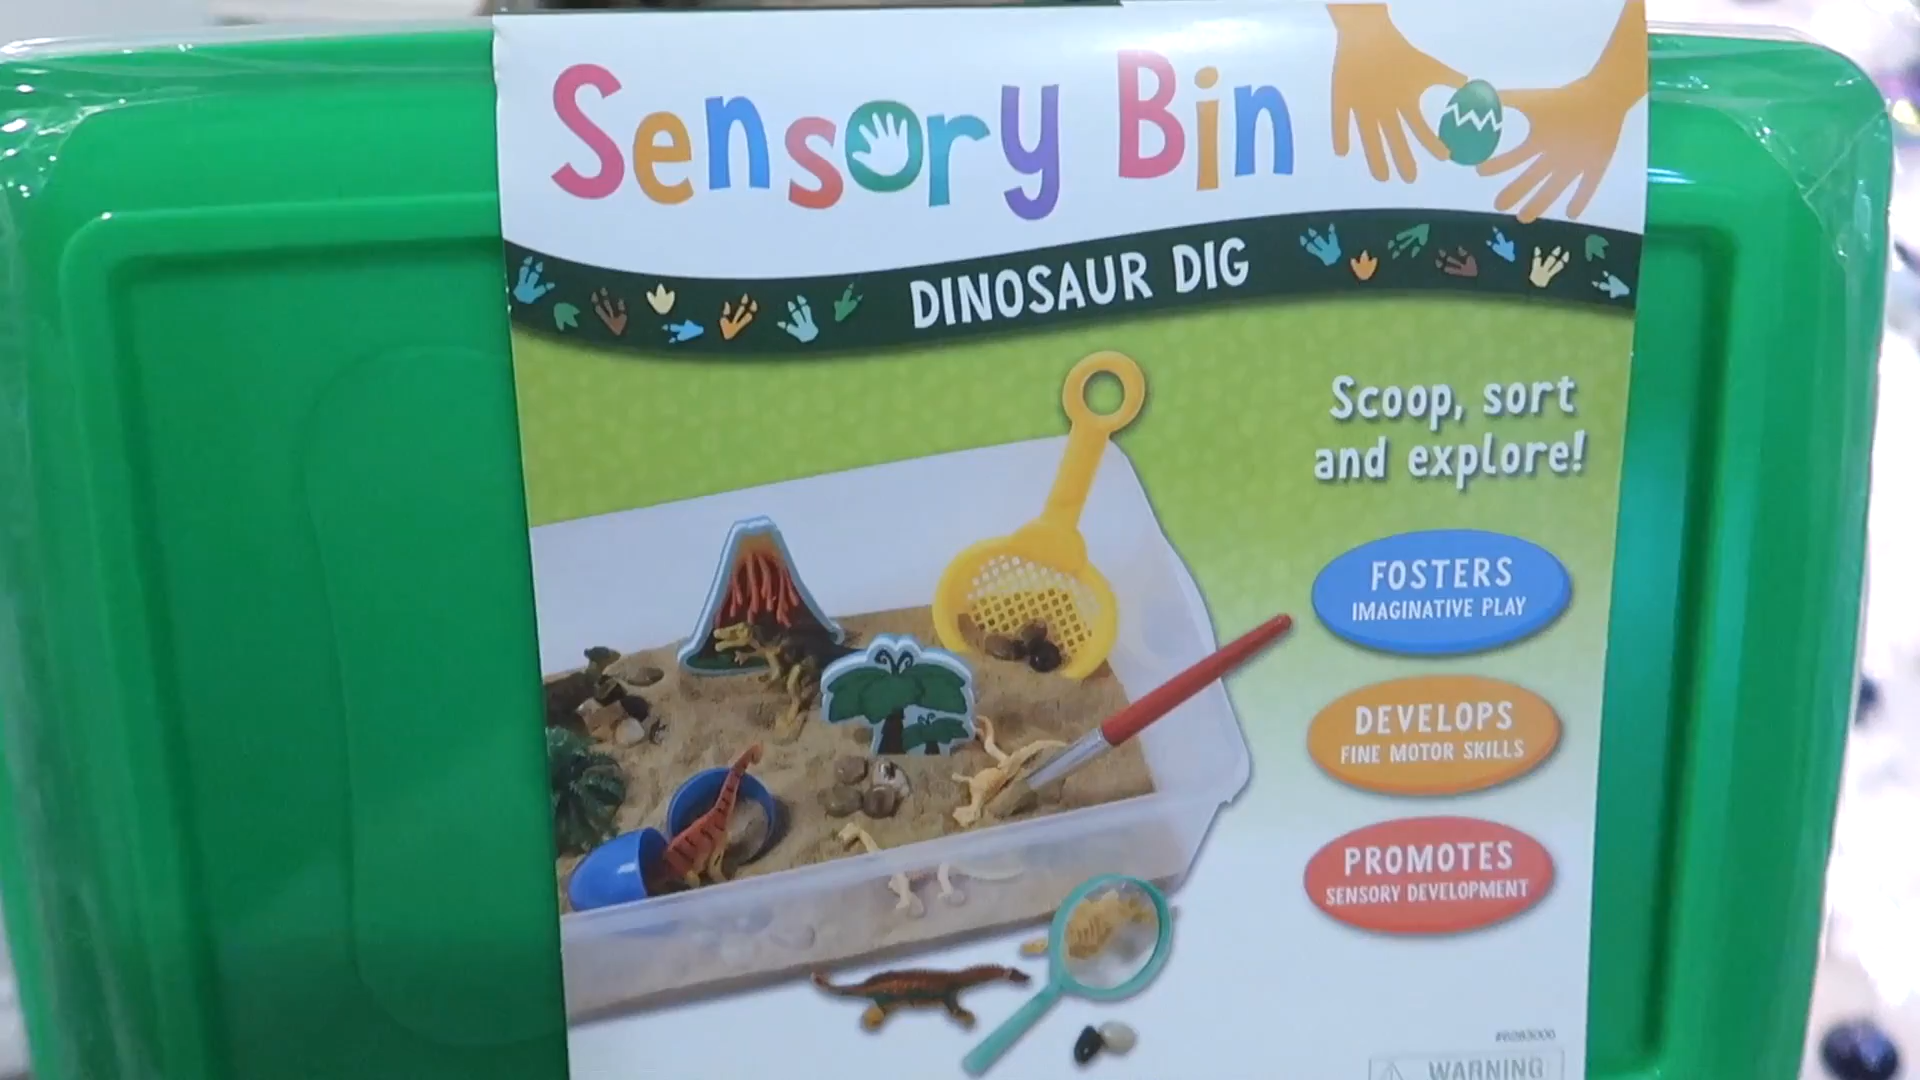 Sensory Bin
DINOSAUR DIG
Scoop, sort
and explore!
FOSTERS
IMAGINATIVE PLAY
DEVELOPS
FINE MOTOR SKILLS
PROMOTES
SENSORY DEVELOPMENT
WARNING